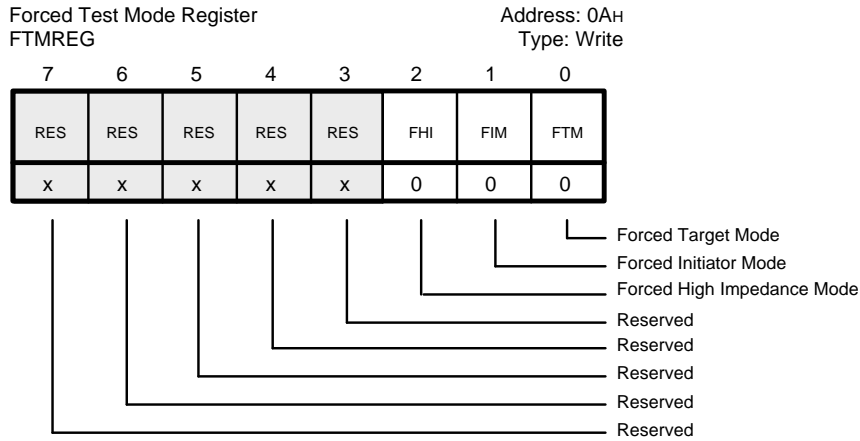 Forced Test Mode Register
FTMREG
Address: 0AH
Type: Write
7 6 5 4 3 2 1 0
RES RES RES RES RES FHI FIM FTM
x x x x x 0 0 0
Forced Target Mode
Forced Initiator Mode
Forced High Impedance Mode
Reserved
Reserved
Reserved
Reserved
Reserved